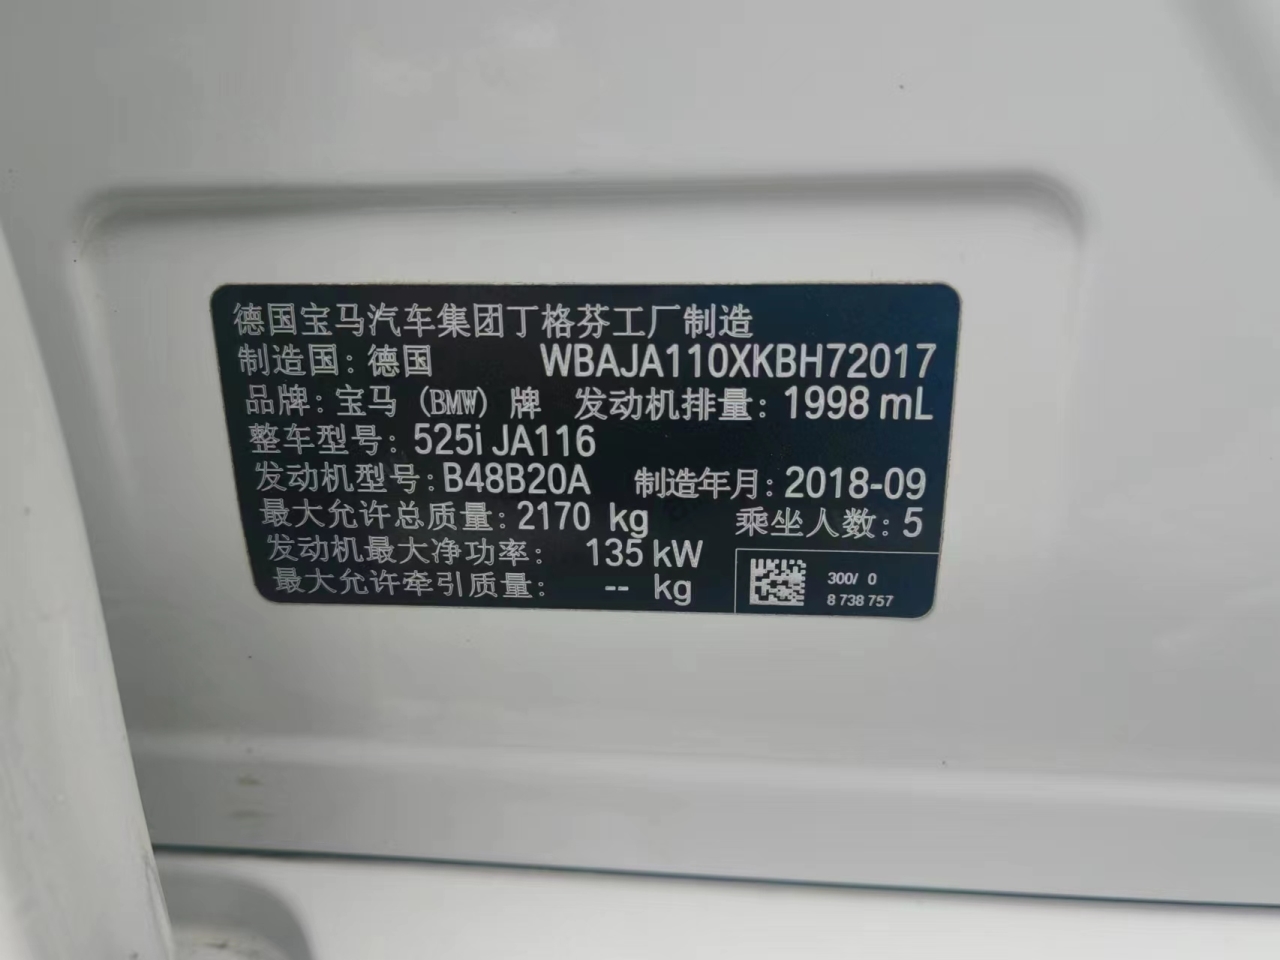 德国宝马汽车集团丁格芬工厂制造
制造国：德国 WBAJA110XKBH72017
品牌：宝马（BMW）牌 发动机排量：1998 mL
整车型号：525i JA116
发动机型号：B48B20A 制造年月：2018-09
最大允许总质量：2170 kg 乘坐人数：5
发动机最大净功率： 135 kW
最大允许牵引质量： -- kg
300/ 0
8 738 757